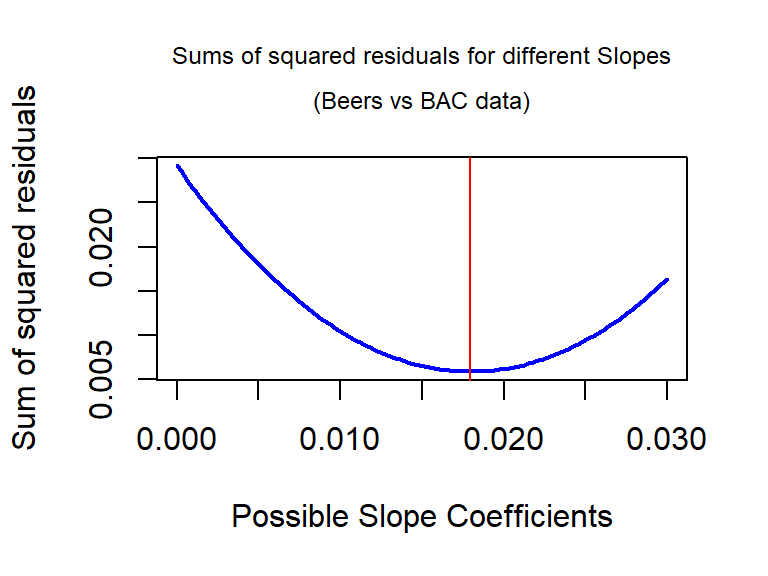 Sums of squared residuals for different Slopes
(Beers vs BAC data)
Sum of squared residuals
0.020
0.005
0.000 0.010 0.020 0.030
Possible Slope Coefficients